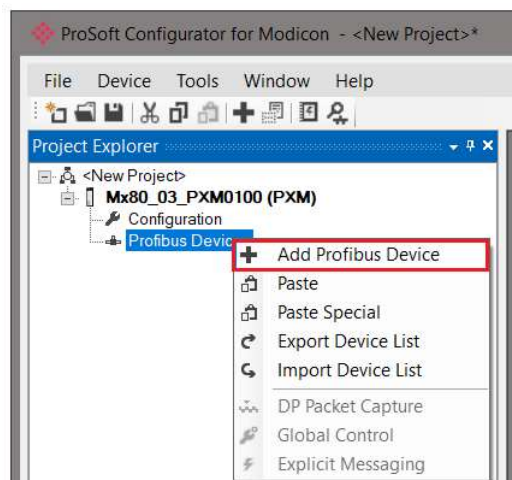 ProSoft Configurator for Modicon - <New Project>*
File Device Tools Window Help
Project Explorer
<New Project>
Mx80_03_PXM0100 (PXM)
Configuration
Profibus Devic
Add Profibus Device
Paste
Paste Special
Export Device List
Import Device List
DP Packet Capture
Global Control
Explicit Messaging